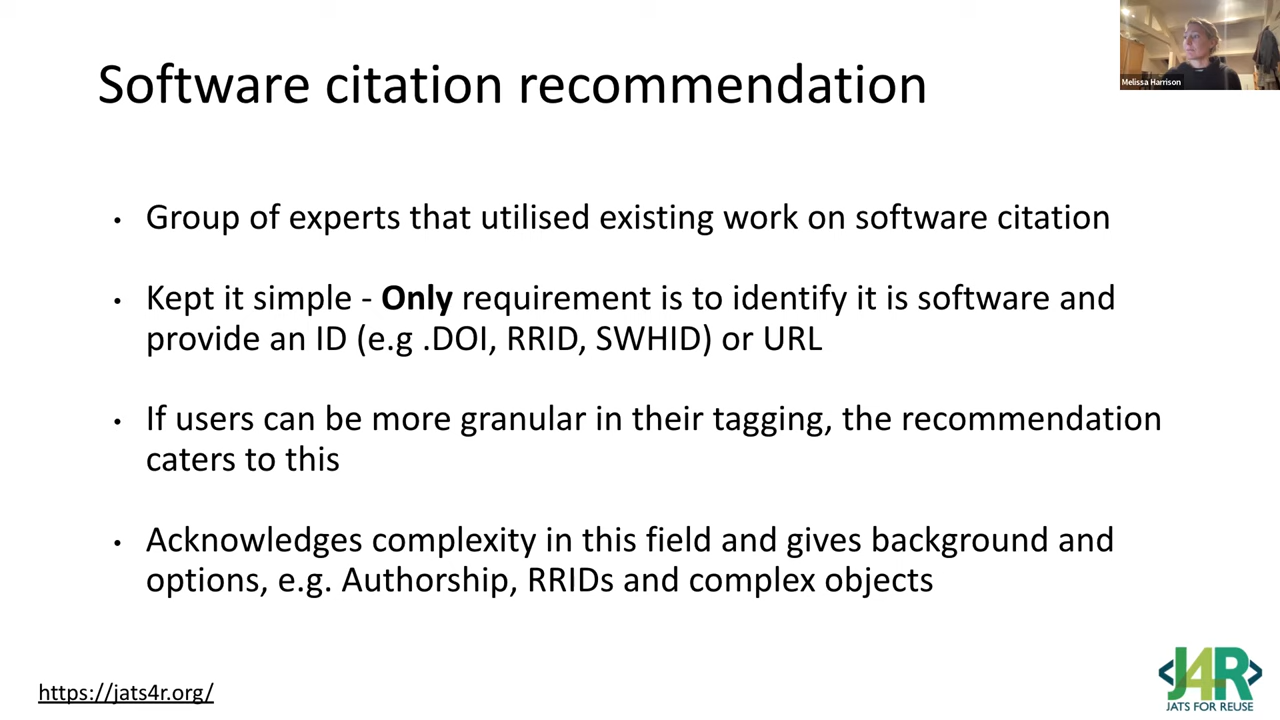 Melissa Harrison
Software citation recommendation
• Group of experts that utilised existing work on software citation
• Kept it simple - Only requirement is to identify it is software and
provide an ID (e.g .DOI, RRID, SWHID) or URL
• If users can be more granular in their tagging, the recommendation
caters to this
• Acknowledges complexity in this field and gives background and
options, e.g. Authorship, RRIDs and complex objects
https://jats4r.org/
<J4R>
JATS FOR REUSE